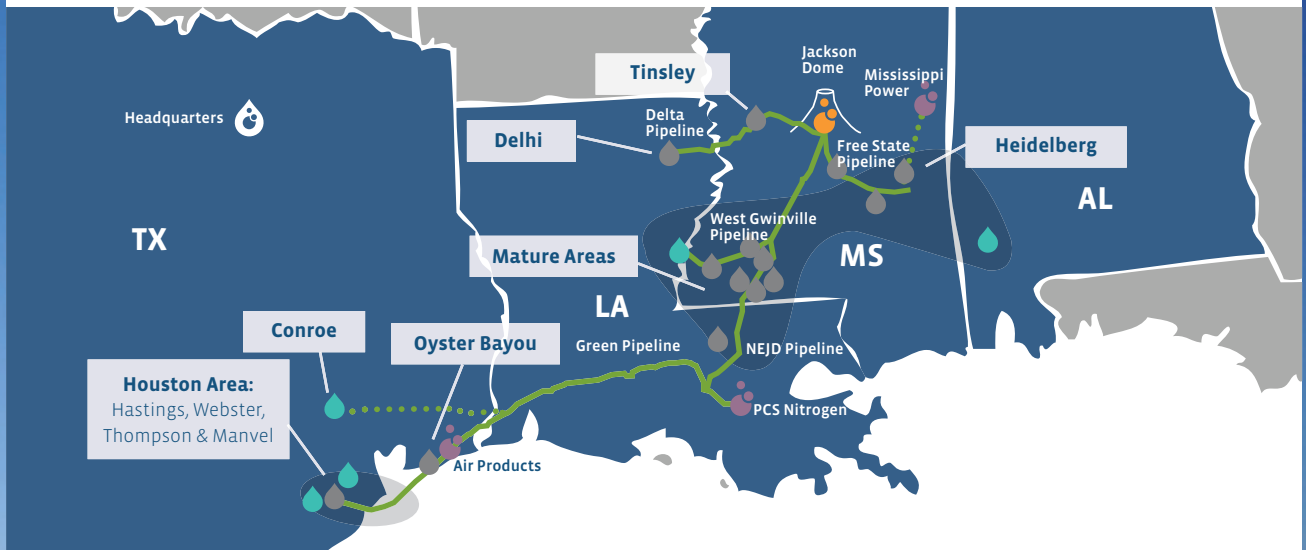 Jackson
Dome
Tinsley
Mississippi
Power
Headquarters
Delta
Pipeline
Delhi
Free State
Pipeline
Heidelberg
AL
TX
West Gwinville
Pipeline
Mature Areas
MS
LA
Conroe
Oyster Bayou
Green Pipeline
NEJD Pipeline
Houston Area:
Hastings, Webster,
Thompson & Manvel
PCS Nitrogen
Air Products